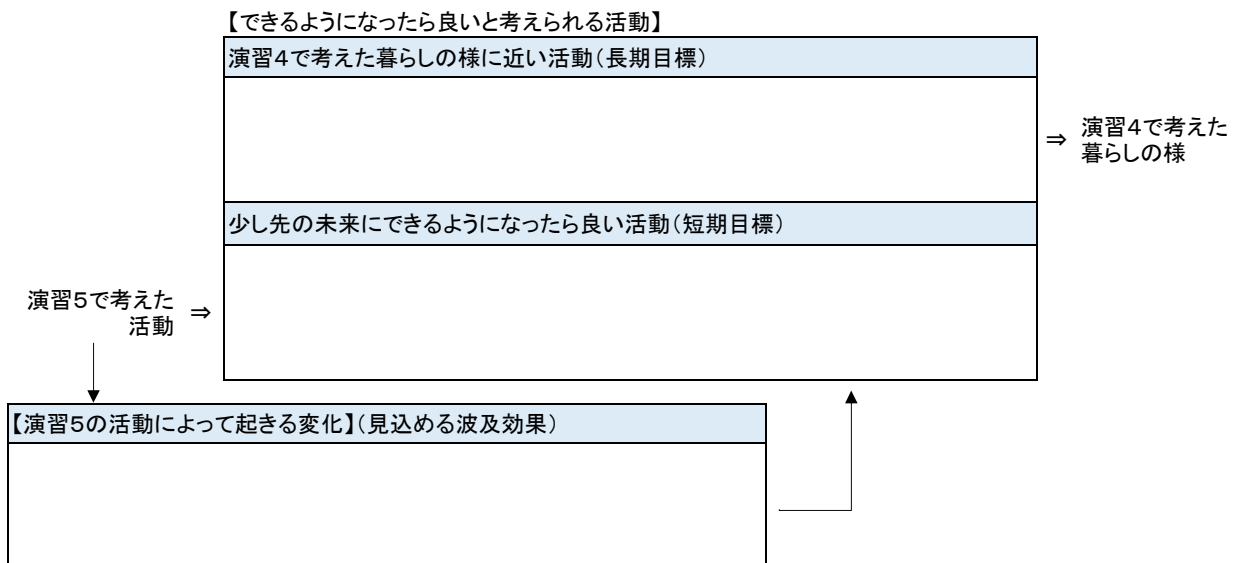 【できるようになったら良いと考えられる活動】
演習4で考えた暮らしの様に近い活動(長期目標)
⇒
演習4で考えた
暮らしの様
少し先の未来にできるようになったら良い活動(短期目標)
演習5で考えた
活動
⇒
【演習5の活動によって起きる変化】(見込める波及効果)